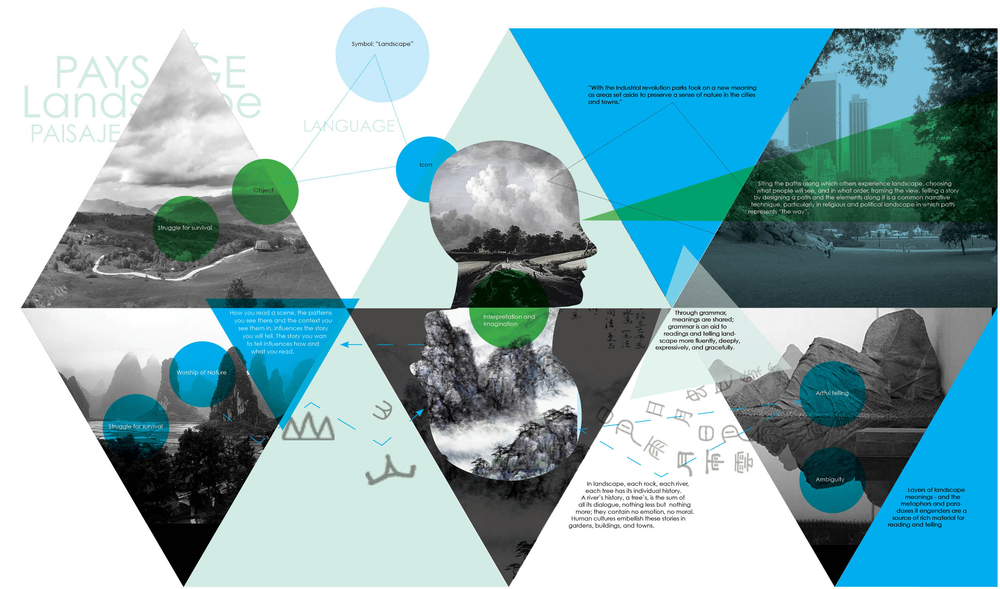 PAYSAGE
Landscape
PAISAJE
LANGUAGE
Symbol: "Landscape"
Icon
Object
Struggle for survival
"With the Industrial revolution parks took on a new meaning
as areas set aside to preserve a sense of nature in the cities
and towns."
Siting the paths along which others experience landscape, choosing
what people will see, and in what order, framing the view. Telling a story
by designing a path and the elements along it is a common narrative
technique, particularly in religious and political landscape in which path
represents "the way".
How you read a scene, the patterns
you see there and the context you
see them in, influences the story
you will tell. The story you want
to tell influences how and
what you read.
Interpretation and
Imagination
Through grammar,
meanings are shared;
grammar is an aid to
readings and telling land-
scape more fluently, deeply,
expressively, and gracefully.
Worship of Nature
Struggle for survival
Artful telling
Ambiguity
In landscape, each rock, each river,
each tree has its individual history.
A river's history, a tree's, is the sum of
all its dialogue, nothing less but nothing
more; they contain no emotion, no moral.
Human cultures embellish these stories in
gardens, buildings, and towns.
Layers of landscape
meanings - and the
metaphors and para-
doxes it engenders are a
source of rich material for
reading and telling